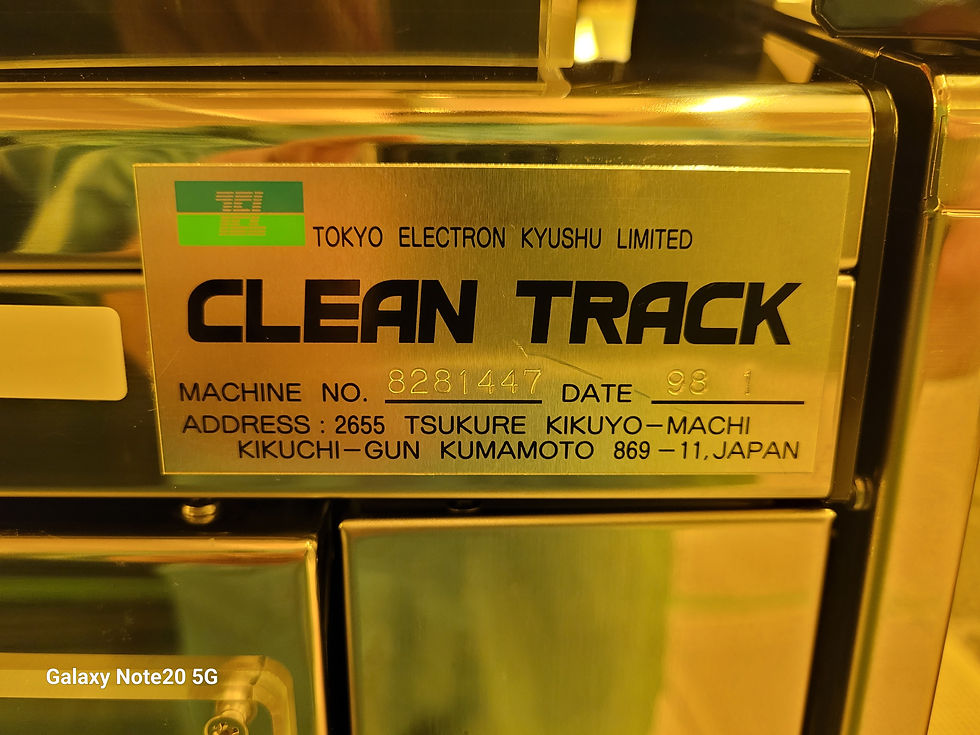 TEL
TOKYO ELECTRON KYUSHU LIMITED
CLEAN TRACK
MACHINE NO. 8281447 DATE 98 1
ADDRESS : 2655 TSUKURE KIKUYO-MACHI
KIKUCHI-GUN KUMAMOTO 869-11, JAPAN
Galaxy Note20 5G